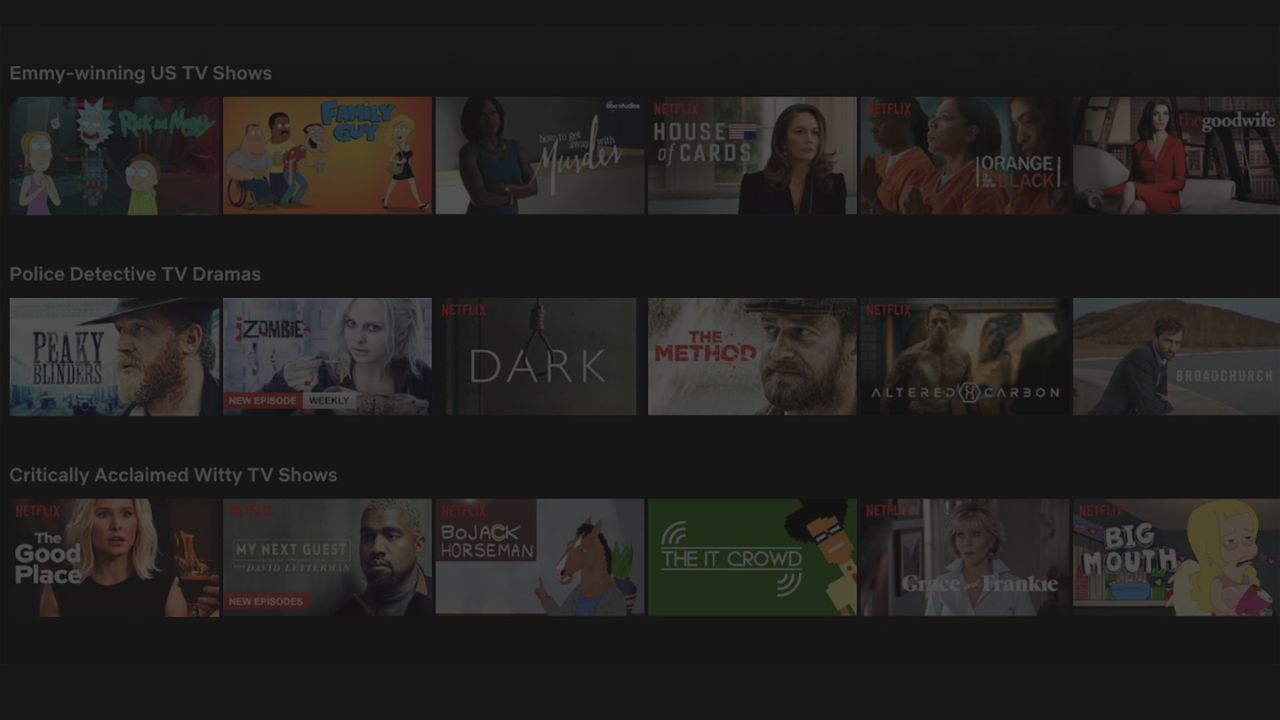 Emmy-winning US TV Shows
Rick and Morty
FAMILY GUY
abc studios
how to get away with Murder
NETFLIX
HOUSE of CARDS
NETFLIX
ORANGE
IS THE NEW
BLACK
thegoodwife
Police Detective TV Dramas
PEAKY
BLINDERS
iZOMBIE
NEW EPISODE WEEKLY
NETFLIX
DARK
THE
METHOD
NETFLIX
ALTERED CARBON
BROADCHURCH
Critically Acclaimed Witty TV Shows
NETFLIX
The
Good
Place
NETFLIX
MY NEXT GUEST
DAVID LETTERMAN
NEW EPISODES
NETFLIX
BOJACK
HORSEMAN
THE IT CROWD
NETFLIX
Grace and Frankie
NETFLIX
BIG
MOUTH